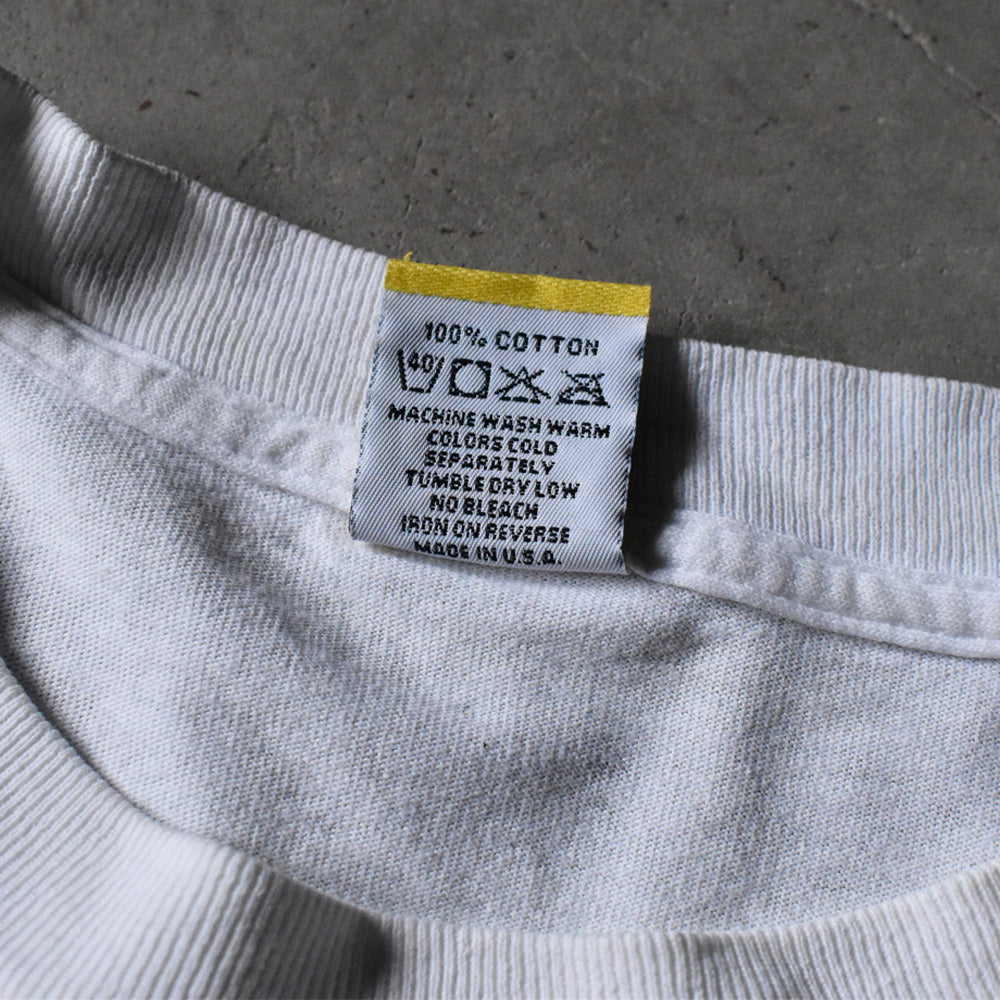 100% COTTON
40
MACHINE WASH WARM
COLORS COLD
SEPARATELY
TUMBLE DRY LOW
NO BLEACH
IRON ON REVERSE
MADE IN U.S.A.